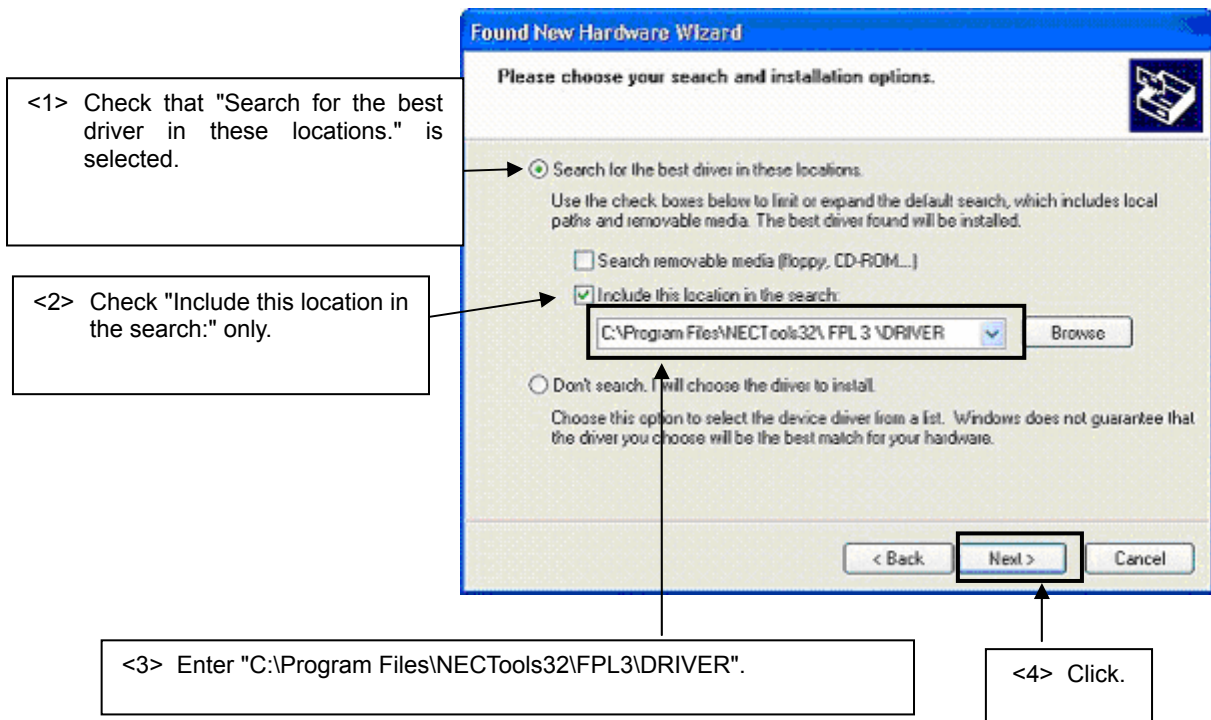 Found New Hardware Wizard
Please choose your search and installation options.
<1> Check that "Search for the best
driver in these locations." is
selected.
Search for the best driver in these locations.
Use the check boxes below to limit or expand the default search, which includes local
paths and removable media. The best driver found will be installed.
Search removable media (floppy, CD-ROM...)
<2> Check "Include this location in
the search:" only.
Include this location in the search:
C:\Program Files\NECTools32\ FPL 3 \DRIVER
Browse
Don't search. I will choose the driver to install.
Choose this option to select the device driver from a list. Windows does not guarantee that
the driver you choose will be the best match for your hardware.
< Back
Next >
Cancel
<3> Enter "C:\Program Files\NECTools32\FPL3\DRIVER".
<4> Click.